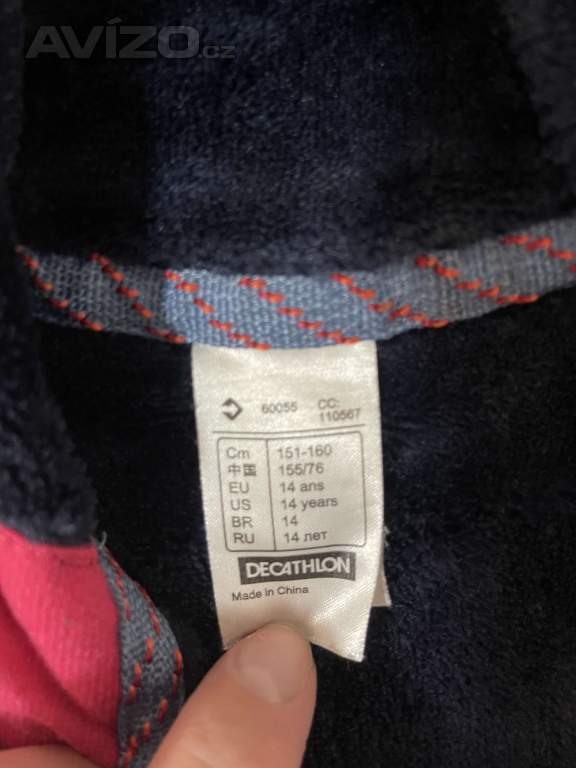 AVÍZO.cz
60055 CC:
110567
Cm 151-160
中国 155/76
EU 14 ans
US 14 years
BR 14
RU 14 лет
DECATHLON
Made in China